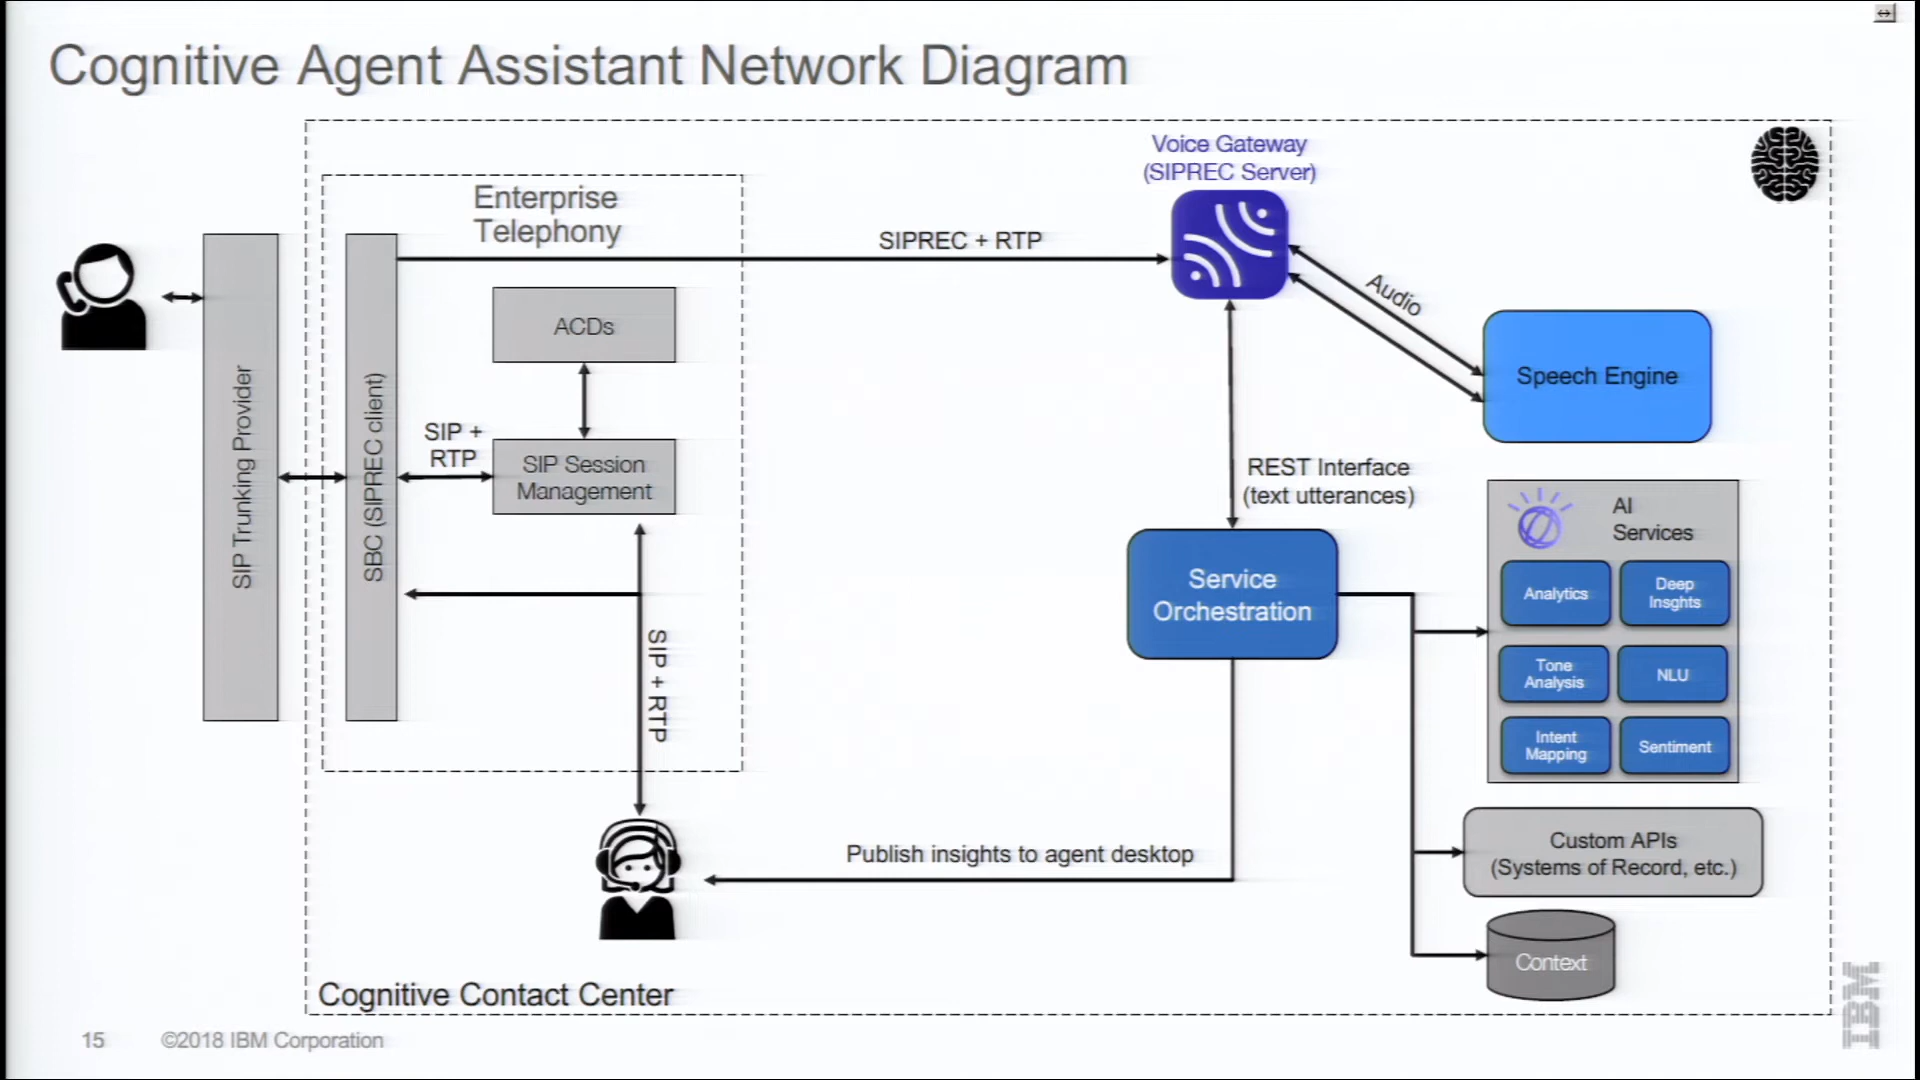 Cognitive Agent Assistant Network Diagram
Voice Gateway
(SIPREC Server)
Enterprise
Telephony
SIPREC + RTP
Audio
ACDs
Speech Engine
SIP Trunking Provider
SBC (SIPREC client)
SIP +
RTP
SIP Session
Management
REST Interface
(text utterances)
AI
Services
Service
Orchestration
Analytics
Deep
Insghts
Tone
Analysis
NLU
Intent
Mapping
Sentiment
SIP + RTP
Publish insights to agent desktop
Custom APIs
(Systems of Record, etc.)
Context
Cognitive Contact Center
15
©2018 IBM Corporation
IBM